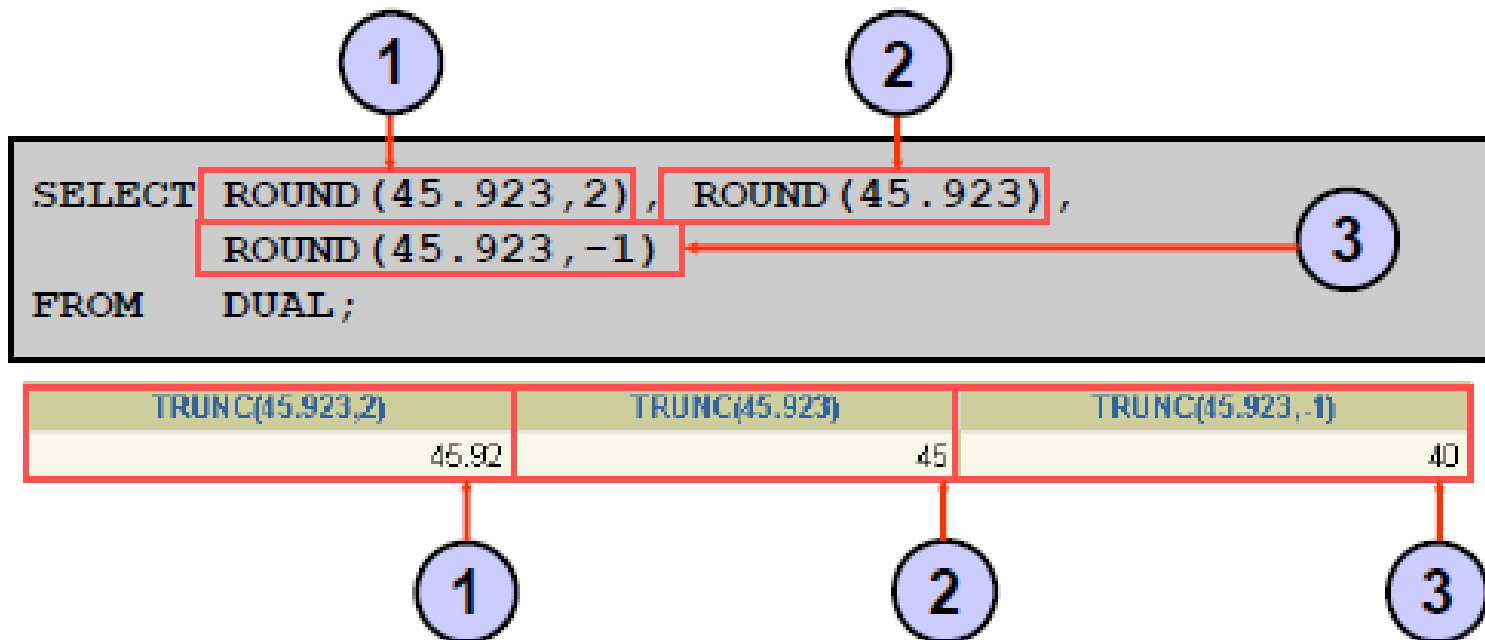 1 2
SELECT ROUND(45.923,2), ROUND(45.923),
ROUND(45.923,-1) 3
FROM DUAL;
TRUNC(45.923,2) TRUNC(45.923) TRUNC(45.923,-1)
45.92 45 40
1 2 3